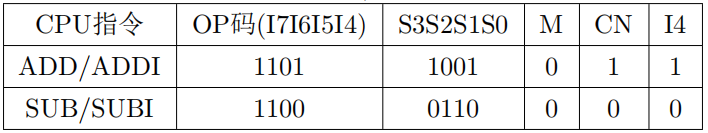 CPU指令 OP码(I7I6I5I4) S3S2S1S0 M CN I4
ADD/ADDI 1101 1001 0 1 1
SUB/SUBI 1100 0110 0 0 0